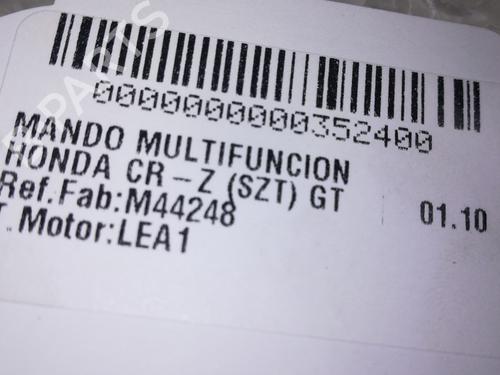 0000000000352400
MANDO MULTIFUNCION
HONDA CR-Z (SZT) GT 01.10
Ref.Fab:M44248
T.Motor:LEA1